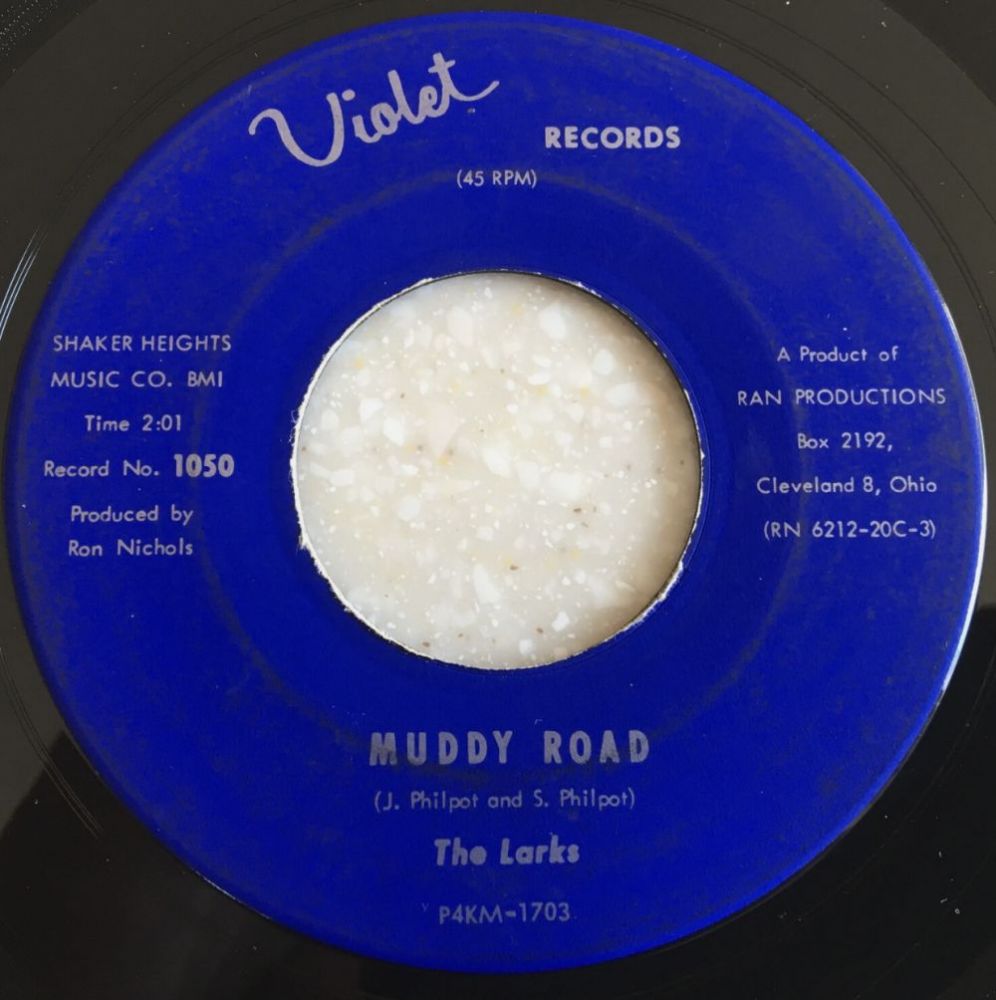 Violet RECORDS
(45 RPM)
SHAKER HEIGHTS
MUSIC CO. BMI
Time 2:01
Record No. 1050
Produced by
Ron Nichols
A Product of
RAN PRODUCTIONS
Box 2192,
Cleveland 8, Ohio
(RN 6212-20C-3)
MUDDY ROAD
(J. Philpot and S. Philpot)
The Larks
P4KM-1703